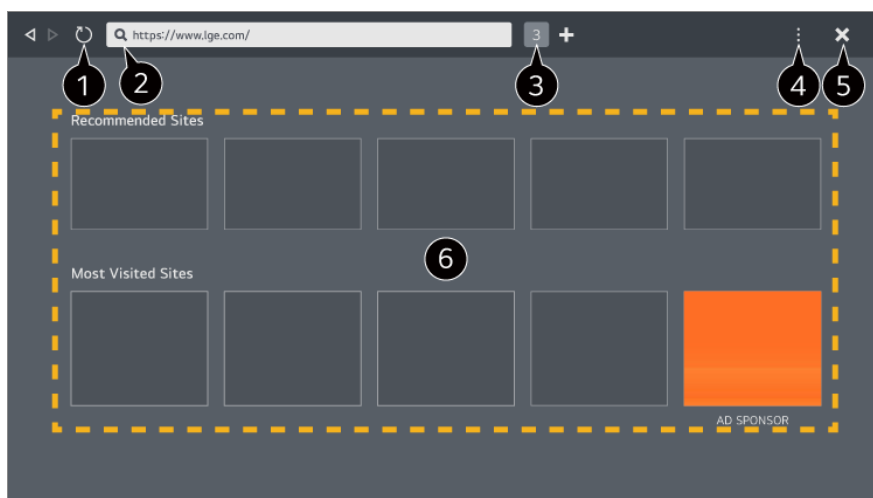 https://www.lge.com/ 3
1 2 3 4 5
Recommended Sites
6
Most Visited Sites
AD SPONSOR